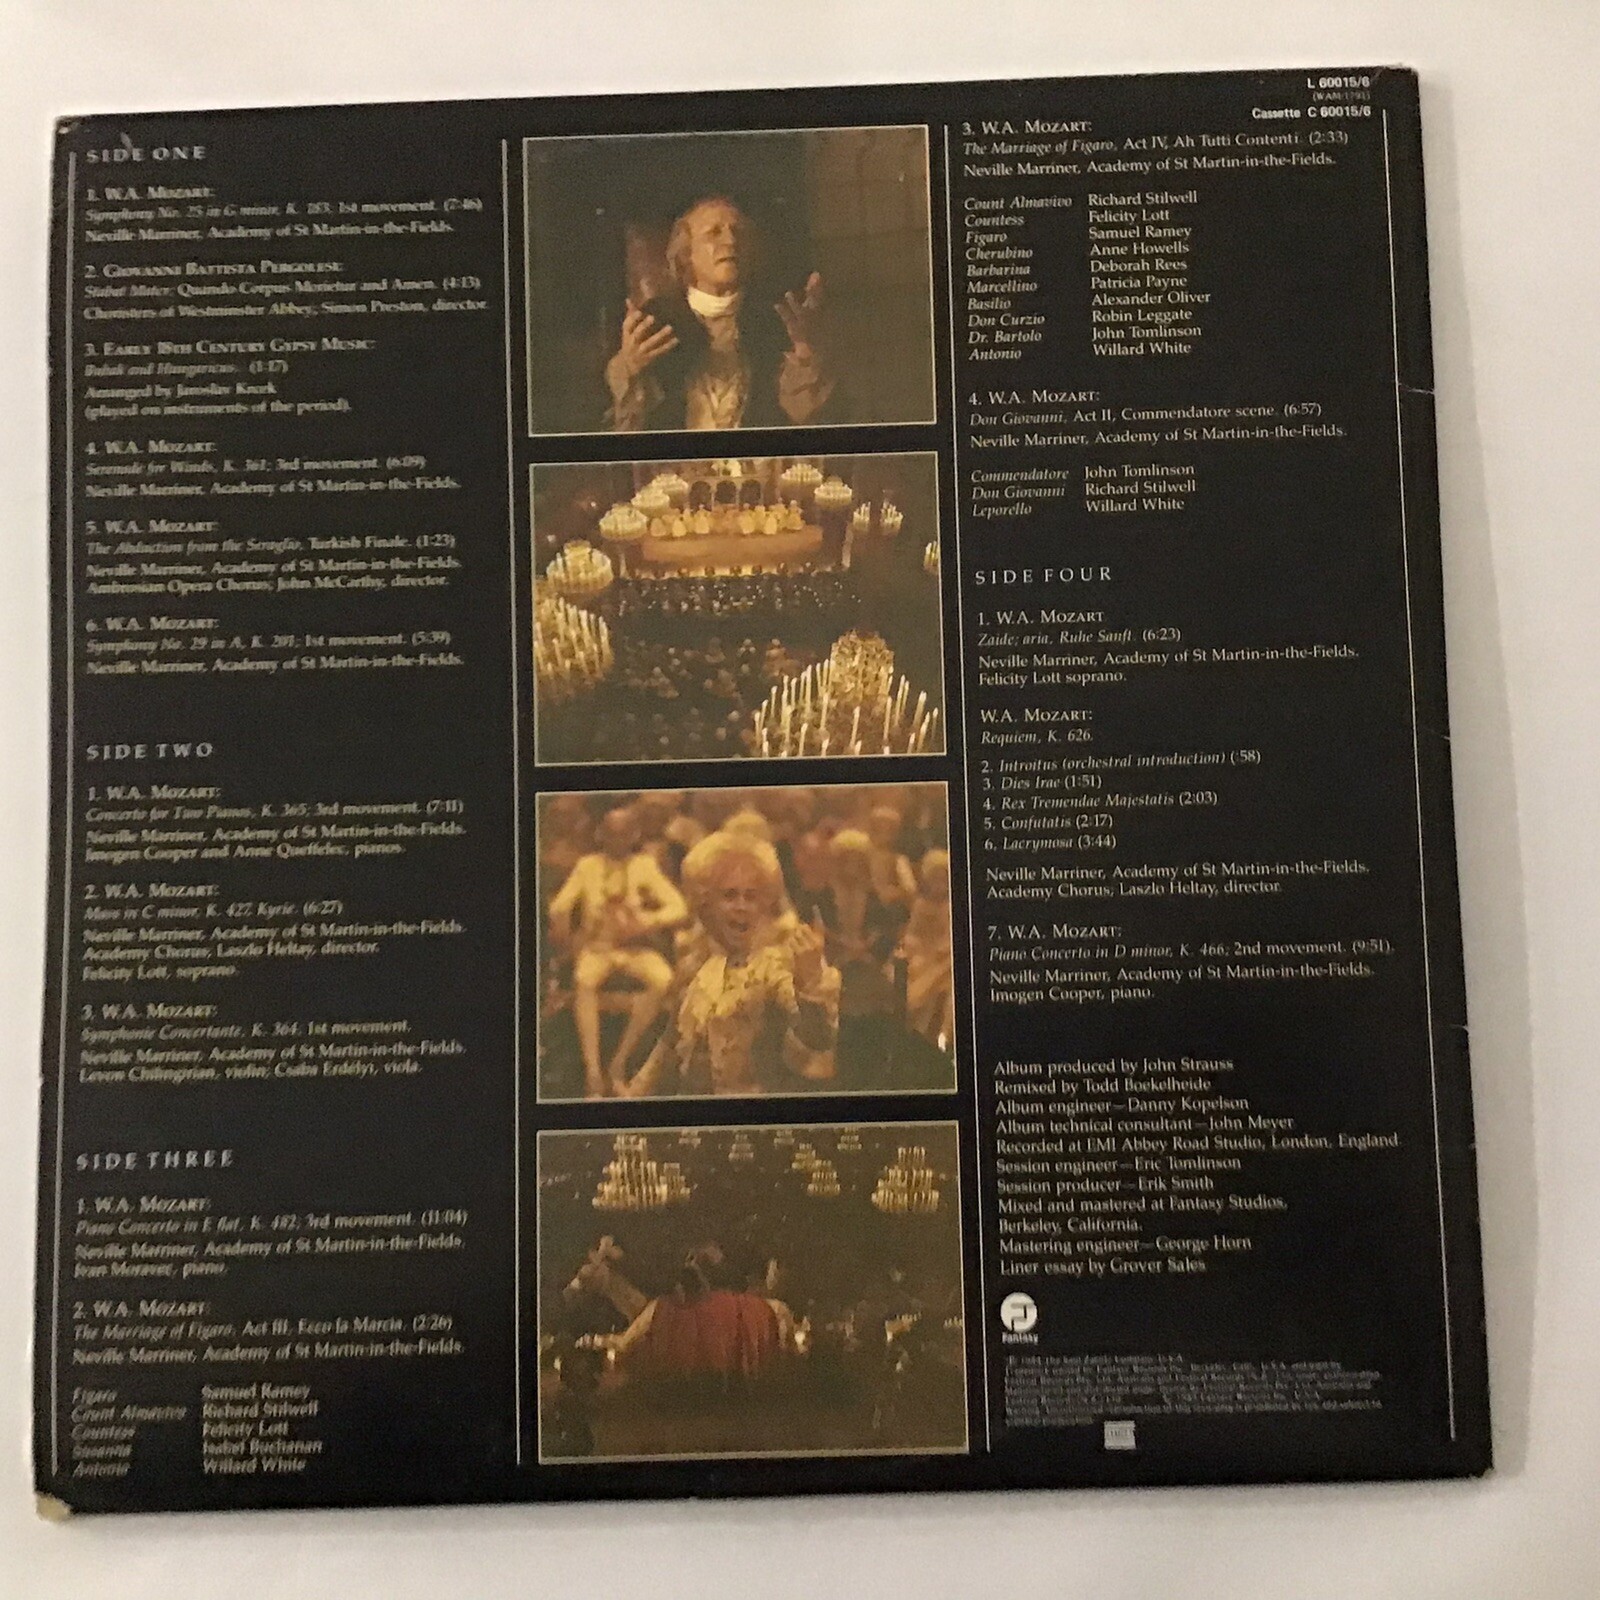 SIDE ONE
1. W.A. MOZART:
Symphony No. 25 in G minor, K. 183; 1st movement. (7:46)
Neville Marriner, Academy of St Martin-in-the-Fields.
2. GIOVANNI BATTISTA PERGOLESI:
Stabat Mater; Quando Corpus Morietur and Amen. (4:13)
Choristers of Westminster Abbey; Simon Preston, director.
3. EARLY 18TH CENTURY GYPSY MUSIC:
Bubak and Hungaricus. (1:17)
Arranged by Jaroslav Krcek
(played on instruments of the period).
4. W.A. MOZART:
Serenade for Winds, K. 361; 3rd movement. (6:09)
Neville Marriner, Academy of St Martin-in-the-Fields.
5. W.A. MOZART:
The Abduction from the Seraglio, Turkish Finale. (1:23)
Neville Marriner, Academy of St Martin-in-the-Fields.
Ambrosian Opera Chorus; John McCarthy, director.
6. W.A. MOZART:
Symphony No. 29 in A, K. 201; 1st movement. (5:39)
Neville Marriner, Academy of St Martin-in-the-Fields.
SIDE TWO
1. W.A. MOZART:
Concerto for Two Pianos, K. 365; 3rd movement. (7:11)
Neville Marriner, Academy of St Martin-in-the-Fields.
Imogen Cooper and Anne Queffelec, pianos.
2. W.A. MOZART:
Mass in C minor, K. 427, Kyrie. (6:27)
Neville Marriner, Academy of St Martin-in-the-Fields.
Academy Chorus; Laszlo Heltay, director.
Felicity Lott, soprano.
3. W.A. MOZART:
Symphonie Concertante, K. 364; 1st movement.
Neville Marriner, Academy of St Martin-in-the-Fields.
Levon Chilingirian, violin; Csaba Erdélyi, viola.
SIDE THREE
1. W.A. MOZART:
Piano Concerto in E flat, K. 482; 3rd movement. (11:04)
Neville Marriner, Academy of St Martin-in-the-Fields.
Ivan Moravec, piano.
2. W.A. MOZART:
The Marriage of Figaro, Act III, Ecco la Marcia. (2:26)
Neville Marriner, Academy of St Martin-in-the-Fields.
Figaro Samuel Ramey
Count Almaviva Richard Stilwell
Countess Felicity Lott
Susanna Isobel Buchanan
Antonio Willard White
L 60015/6
(WAM-1791)
Cassette C 60015/6
3. W.A. MOZART:
The Marriage of Figaro, Act IV, Ah Tutti Contenti. (2:33)
Neville Marriner, Academy of St Martin-in-the-Fields.
Count Almavivo Richard Stilwell
Countess Felicity Lott
Figaro Samuel Ramey
Cherubino Anne Howells
Barbarina Deborah Rees
Marcellino Patricia Payne
Basilio Alexander Oliver
Don Curzio Robin Leggate
Dr. Bartolo John Tomlinson
Antonio Willard White
4. W.A. MOZART:
Don Giovanni, Act II, Commendatore scene. (6:57)
Neville Marriner, Academy of St Martin-in-the-Fields.
Commendatore John Tomlinson
Don Giovanni Richard Stilwell
Leporello Willard White
SIDE FOUR
1. W.A. MOZART
Zaide; aria, Ruhe Sanft. (6:23)
Neville Marriner, Academy of St Martin-in-the-Fields.
Felicity Lott soprano.
W.A. MOZART:
Requiem, K. 626.
2. Introitus (orchestral introduction) (:58)
3. Dies Irae (1:51)
4. Rex Tremendae Majestatis (2:03)
5. Confutatis (2:17)
6. Lacrymosa (3:44)
Neville Marriner, Academy of St Martin-in-the-Fields.
Academy Chorus; Laszlo Heltay, director.
7. W.A. MOZART:
Piano Concerto in D minor, K. 466; 2nd movement. (9:51).
Neville Marriner, Academy of St Martin-in-the-Fields.
Imogen Cooper, piano.
Album produced by John Strauss
Remixed by Todd Boekelheide
Album engineer—Danny Kopelson
Album technical consultant—John Meyer
Recorded at EMI Abbey Road Studio, London, England
Session engineer—Eric Tomlinson
Session producer—Erik Smith
Mixed and mastered at Fantasy Studios,
Berkeley, California.
Mastering engineer—George Horn
Liner essay by Grover Sales
Fantasy